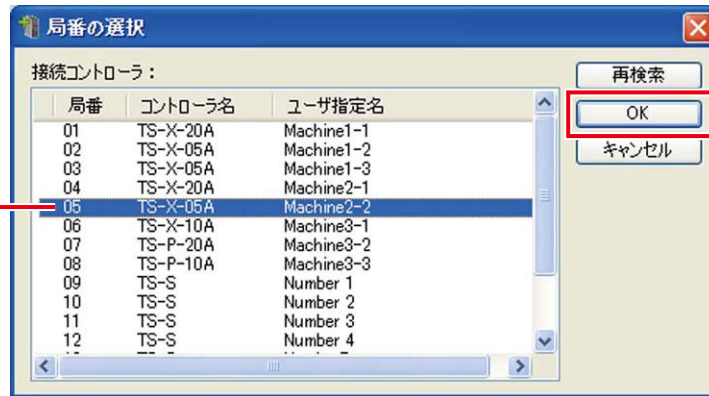 局番の選択
接続コントローラ：
局番 コントローラ名 ユーザ指定名
01 TS-X-20A Machine1-1
02 TS-X-05A Machine1-2
03 TS-X-05A Machine1-3
04 TS-X-20A Machine2-1
05 TS-X-05A Machine2-2
06 TS-X-10A Machine3-1
07 TS-P-20A Machine3-2
08 TS-P-10A Machine3-3
09 TS-S Number 1
10 TS-S Number 2
11 TS-S Number 3
12 TS-S Number 4
再検索
OK
キャンセル